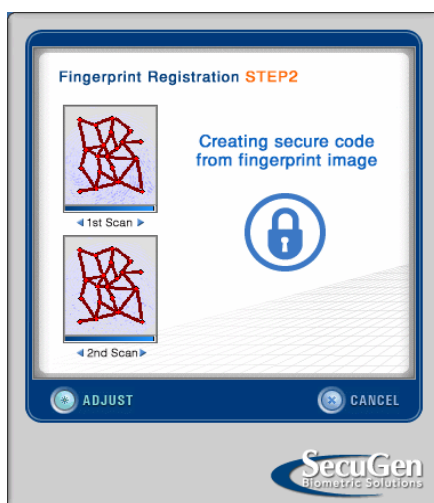 Fingerprint Registration STEP2
Creating secure code
from fingerprint image
1st Scan
2nd Scan
ADJUST
CANCEL
SecuGen
Biometric Solutions